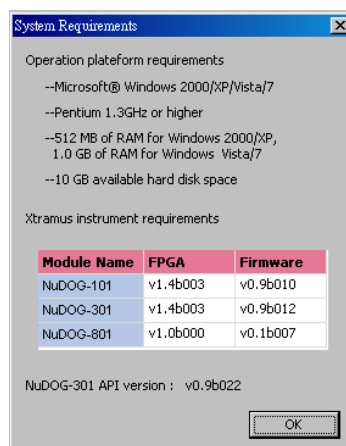 System Requirements
Operation plateform requirements
--Microsoft® Windows 2000/XP/Vista/7
--Pentium 1.3GHz or higher
--512 MB of RAM for Windows 2000/XP,
1.0 GB of RAM for Windows Vista/7
--10 GB available hard disk space
Xtramus instrument requirements
Module Name FPGA Firmware
NuDOG-101 v1.4b003 v0.9b010
NuDOG-301 v1.4b003 v0.9b012
NuDOG-801 v1.0b000 v0.1b007
NuDOG-301 API version : v0.9b022
OK